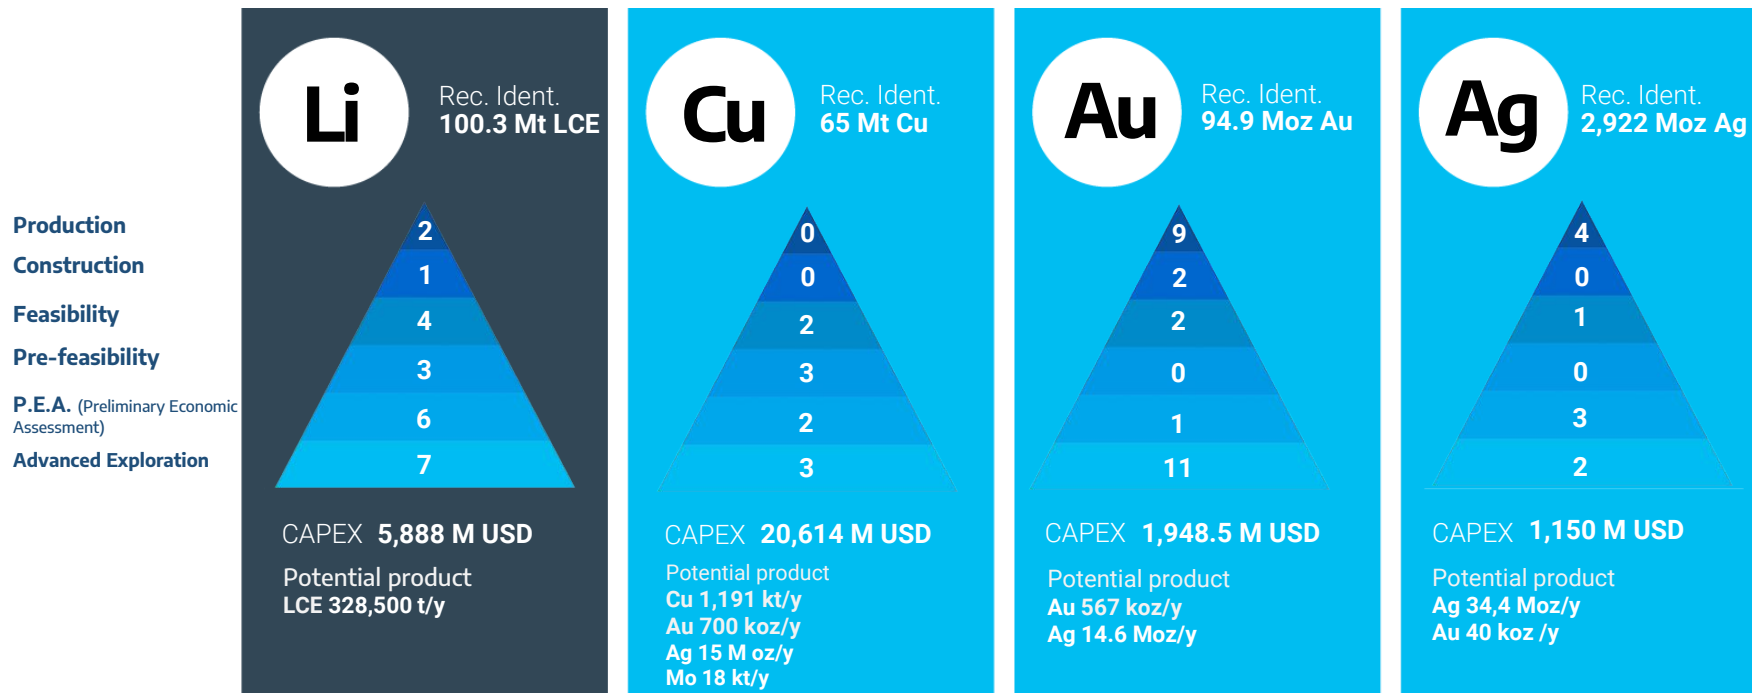 Production
Construction
Feasibility
Pre-feasibility
P.E.A. (Preliminary Economic
Assessment)
Advanced Exploration
Li
Rec. Ident.
100.3 Mt LCE
2
1
4
3
6
7
CAPEX 5,888 M USD
Potential product
LCE 328,500 t/y
Cu
Rec. Ident.
65 Mt Cu
0
0
2
3
2
3
CAPEX 20,614 M USD
Potential product
Cu 1,191 kt/y
Au 700 koz/y
Ag 15 M oz/y
Mo 18 kt/y
Au
Rec. Ident.
94.9 Moz Au
9
2
2
0
1
11
CAPEX 1,948.5 M USD
Potential product
Au 567 koz/y
Ag 14.6 Moz/y
Ag
Rec. Ident.
2,922 Moz Ag
4
0
1
0
3
2
CAPEX 1,150 M USD
Potential product
Ag 34,4 Moz/y
Au 40 koz /y